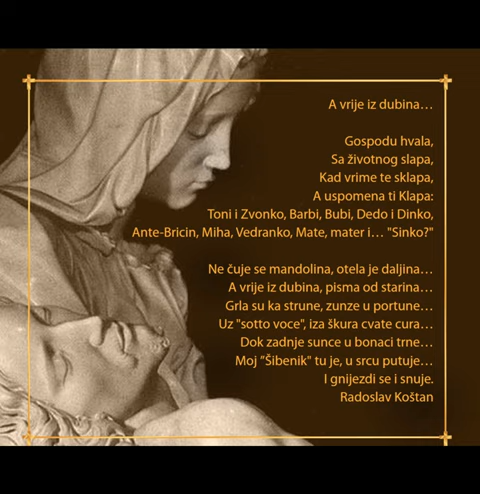 A vrije iz dubina...
Gospodu hvala,
Sa životnog slapa,
Kad vrime te sklapa,
A uspomena ti Klapa:
Toni i Zvonko, Barbi, Bubi, Dedo i Dinko,
Ante-Bricin, Miha, Vedranko, Mate, mater i... "Sinko?"
Ne čuje se mandolina, otela je daljina...
A vrije iz dubina, pisma od starina...
Grla su ka strune, zunze u portune...
Uz "sotto voce", iza škura cvate cura...
Dok zadnje sunce u bonaci trne...
Moj "Šibenik" tu je, u srcu putuje...
I gnijezdi se i snuje.
Radoslav Koštan